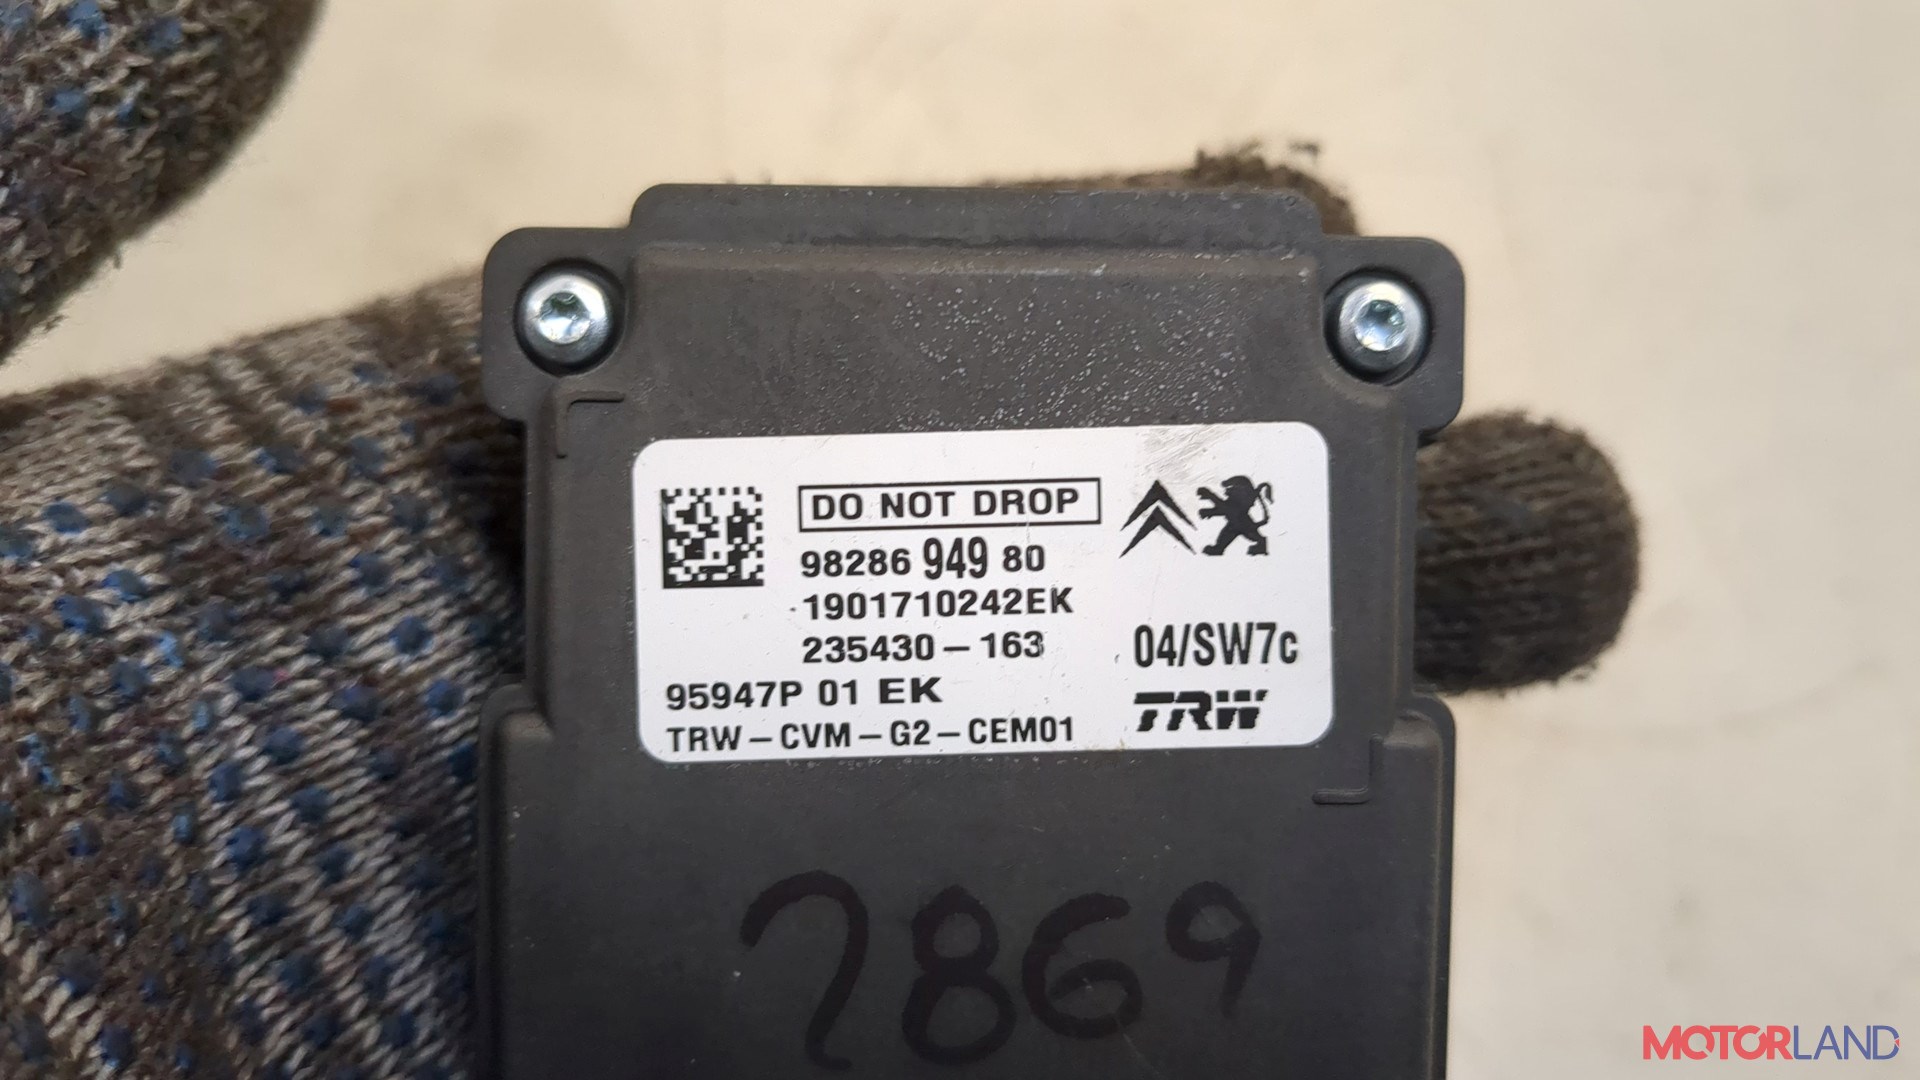 DO NOT DROP
98286 949 80
1901710242EK
235430-163
04/SW7c
95947P 01 EK
TRW
TRW-CVM-G2-CEM01
7869
MOTORLAND